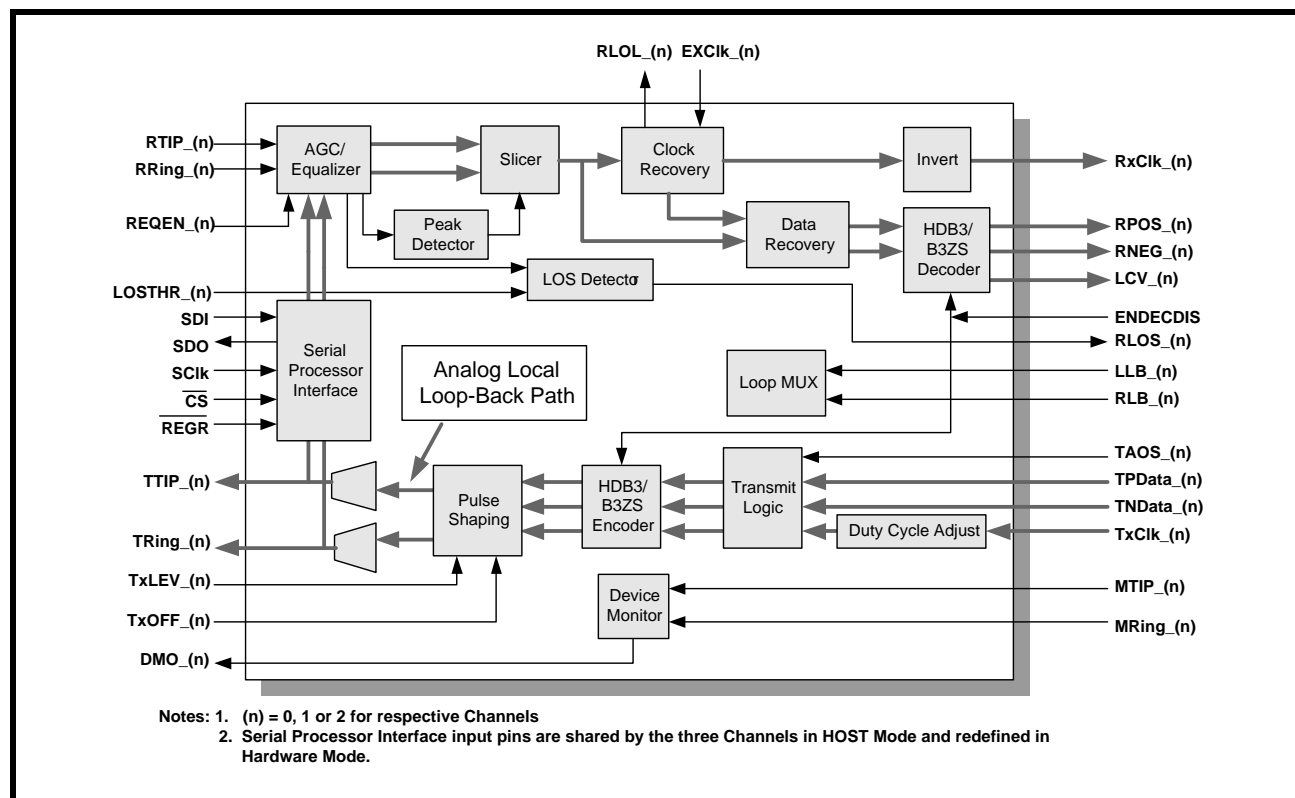 RLOL_(n) EXClk_(n)
RTIP_(n)
RRing_(n)
REQEN_(n)
LOSTHR_(n)
SDI
SDO
SClk
CS
REGR
TTIP_(n)
TRing_(n)
TxLEV_(n)
TxOFF_(n)
DMO_(n)
AGC/
Equalizer
Slicer
Clock
Recovery
Invert
Peak
Detector
Data
Recovery
HDB3/
B3ZS
Decoder
LOS Detector
Serial
Processor
Interface
Analog Local
Loop-Back Path
Loop MUX
Pulse
Shaping
HDB3/
B3ZS
Encoder
Transmit
Logic
Duty Cycle Adjust
Device
Monitor
RxClk_(n)
RPOS_(n)
RNEG_(n)
LCV_(n)
ENDECDIS
RLOS_(n)
LLB_(n)
RLB_(n)
TAOS_(n)
TPData_(n)
TNData_(n)
TxClk_(n)
MTIP_(n)
MRing_(n)
Notes: 1. (n) = 0, 1 or 2 for respective Channels
2. Serial Processor Interface input pins are shared by the three Channels in HOST Mode and redefined in
Hardware Mode.